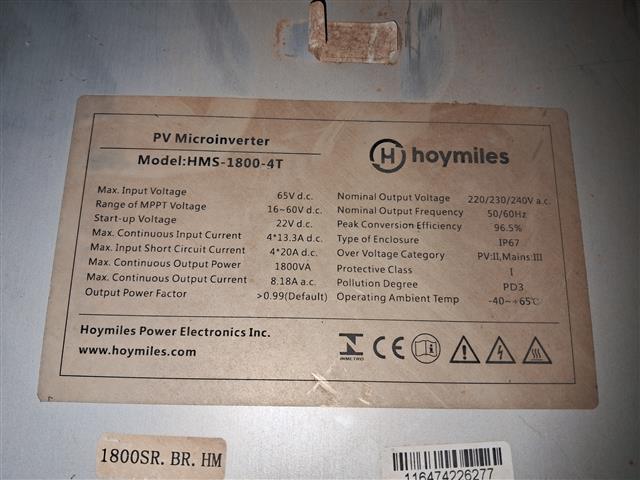 PV Microinverter
Model:HMS-1800-4T
hoymiles
Max. Input Voltage 65V d.c.
Range of MPPT Voltage 16~60V d.c.
Start-up Voltage 22V d.c.
Max. Continuous Input Current 4*13.3A d.c.
Max. Input Short Circuit Current 4*20A d.c.
Max. Continuous Output Power 1800VA
Max. Continuous Output Current 8.18A a.c.
Output Power Factor >0.99(Default)
Nominal Output Voltage 220/230/240V a.c.
Nominal Output Frequency 50/60Hz
Peak Conversion Efficiency 96.5%
Type of Enclosure IP67
Over Voltage Category PV:II,Mains:III
Protective Class I
Pollution Degree PD3
Operating Ambient Temp -40~+65℃
Hoymiles Power Electronics Inc.
www.hoymiles.com
INMETRO
CE
1800SR. BR. HM
116474226277